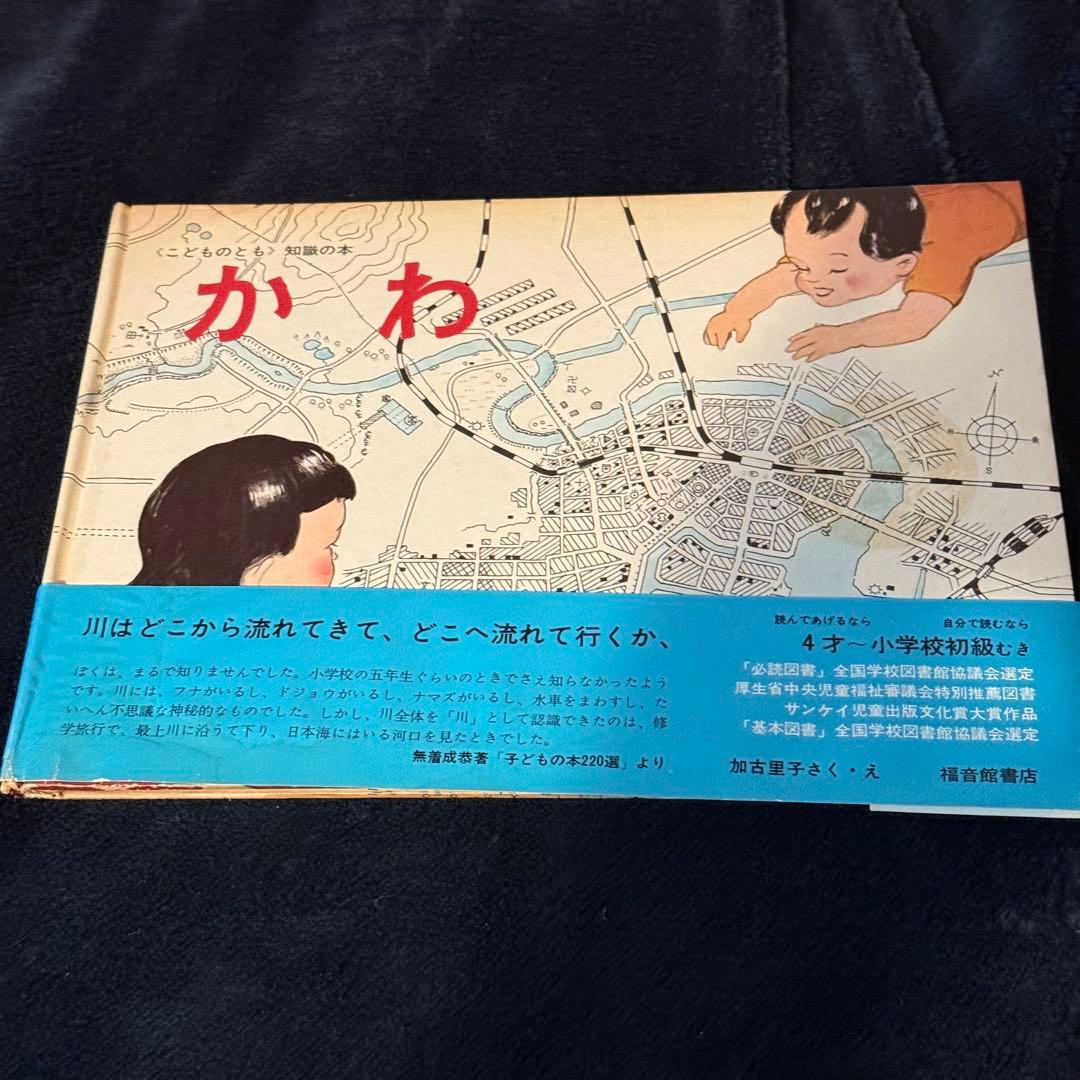 《こどものとも》知識の本
かわ
N
S
川はどこから流れてきて、どこへ流れて行くか、
ぼくは、まるで知りませんでした。小学校の五年生ぐらいのときでさえ知らなかったよう
です。川には、フナがいるし、ドジョウがいるし、ナマズがいるし、水車をまわすし、た
いへん不思議な神秘的なものでした。しかし、川全体を「川」として認識できたのは、修
学旅行で、最上川に沿うて下り、日本海にはいる河口を見たときでした。
無着成恭著「子どもの本220選」より
読んであげるなら 自分で読むなら
4才〜小学校初級むき
「必読図書」全国学校図書館協議会選定
厚生省中央児童福祉審議会特別推薦図書
サンケイ児童出版文化賞大賞作品
「基本図書」全国学校図書館協議会選定
加古里子さく・え 福音館書店